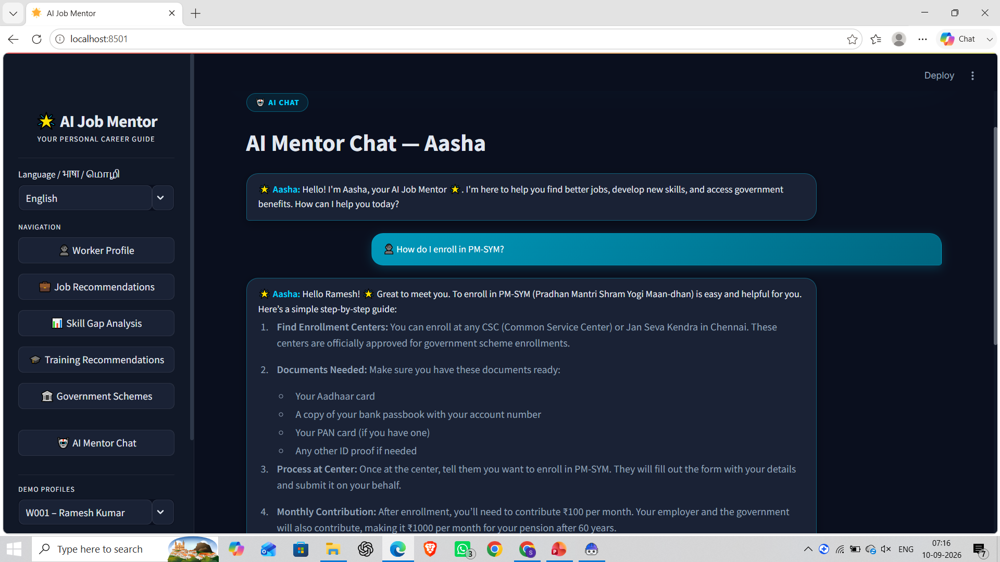 AI Job Mentor
localhost:8501
Chat
Deploy
AI Job Mentor
YOUR PERSONAL CAREER GUIDE
Language / भाषा / மொழி
English
NAVIGATION
Worker Profile
Job Recommendations
Skill Gap Analysis
Training Recommendations
Government Schemes
AI Mentor Chat
DEMO PROFILES
W001 – Ramesh Kumar
AI CHAT
AI Mentor Chat — Aasha
Aasha: Hello! I'm Aasha, your AI Job Mentor 🌟. I'm here to help you find better jobs, develop new skills, and access government
benefits. How can I help you today?
How do I enroll in PM-SYM?
Aasha: Hello Ramesh! 🌟 Great to meet you. To enroll in PM-SYM (Pradhan Mantri Shram Yogi Maan-dhan) is easy and helpful for you.
Here’s a simple step-by-step guide:
1. Find Enrollment Centers: You can enroll at any CSC (Common Service Center) or Jan Seva Kendra in Chennai. These
centers are officially approved for government scheme enrollments.
2. Documents Needed: Make sure you have these documents ready:
Your Aadhaar card
A copy of your bank passbook with your account number
Your PAN card (if you have one)
Any other ID proof if needed
3. Process at Center: Once at the center, tell them you want to enroll in PM-SYM. They will fill out the form with your details
and submit it on your behalf.
4. Monthly Contribution: After enrollment, you’ll need to contribute ₹100 per month. Your employer and the government
will also contribute, making it ₹1000 per month for your pension after 60 years.
Type here to search
3
S
P
ENG
07:16
10-09-2026
7